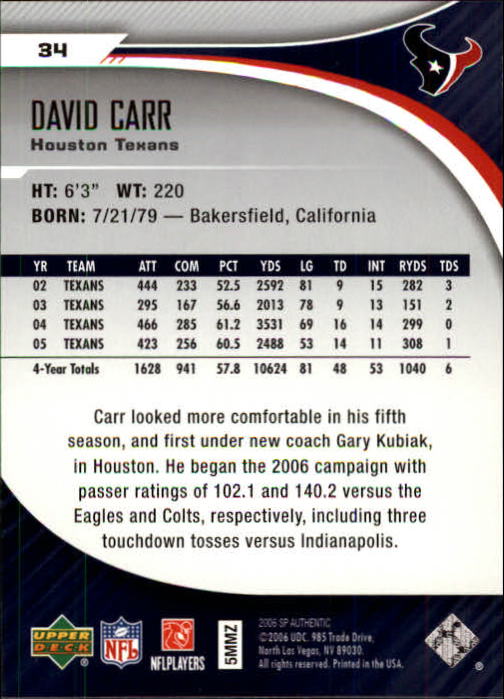 34
DAVID CARR
Houston Texans
HT: 6'3" WT: 220
BORN: 7/21/79 — Bakersfield, California
YR TEAM ATT COM PCT YDS LG TD INT RYDS TDS
02 TEXANS 444 233 52.5 2592 81 9 15 282 3
03 TEXANS 295 167 56.6 2013 78 9 13 151 2
04 TEXANS 466 285 61.2 3531 69 16 14 299 0
05 TEXANS 423 256 60.5 2488 53 14 11 308 1
4-Year Totals 1628 941 57.8 10624 81 48 53 1040 6
Carr looked more comfortable in his fifth
season, and first under new coach Gary Kubiak,
in Houston. He began the 2006 campaign with
passer ratings of 102.1 and 140.2 versus the
Eagles and Colts, respectively, including three
touchdown tosses versus Indianapolis.
UPPER
DECK
®
NFL
NFLPLAYERS
5MMZ
2006 SP AUTHENTIC
©2006 UDC. 985 Trade Drive,
North Las Vegas, NV 89030.
All rights reserved. Printed in the USA.
®